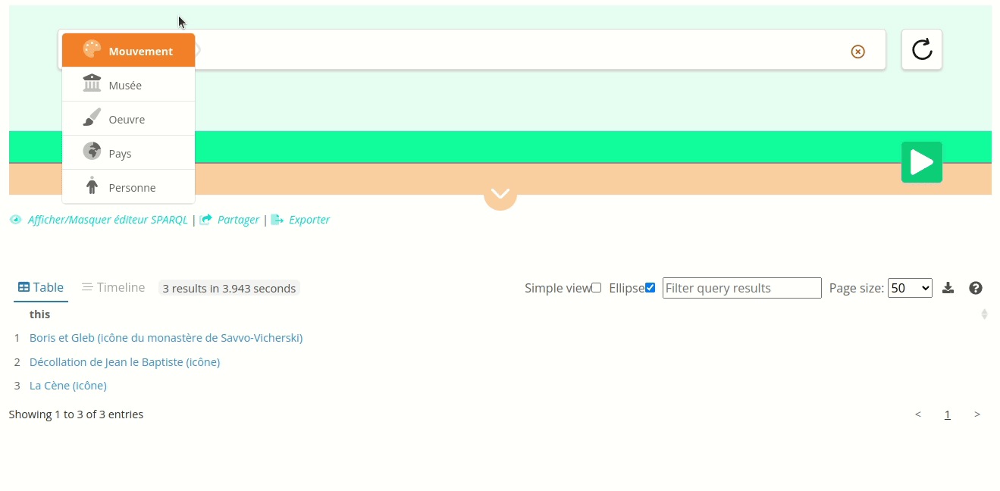 Mouvement
Musée
Oeuvre
Pays
Personne
Afficher/Masquer éditeur SPARQL | Partager | Exporter
Table Timeline 3 results in 3.943 seconds Simple view Ellipse Filter query results Page size: 50
this
1 Boris et Gleb (icône du monastère de Savvo-Vicherski)
2 Décollation de Jean le Baptiste (icône)
3 La Cène (icône)
Showing 1 to 3 of 3 entries < 1 >